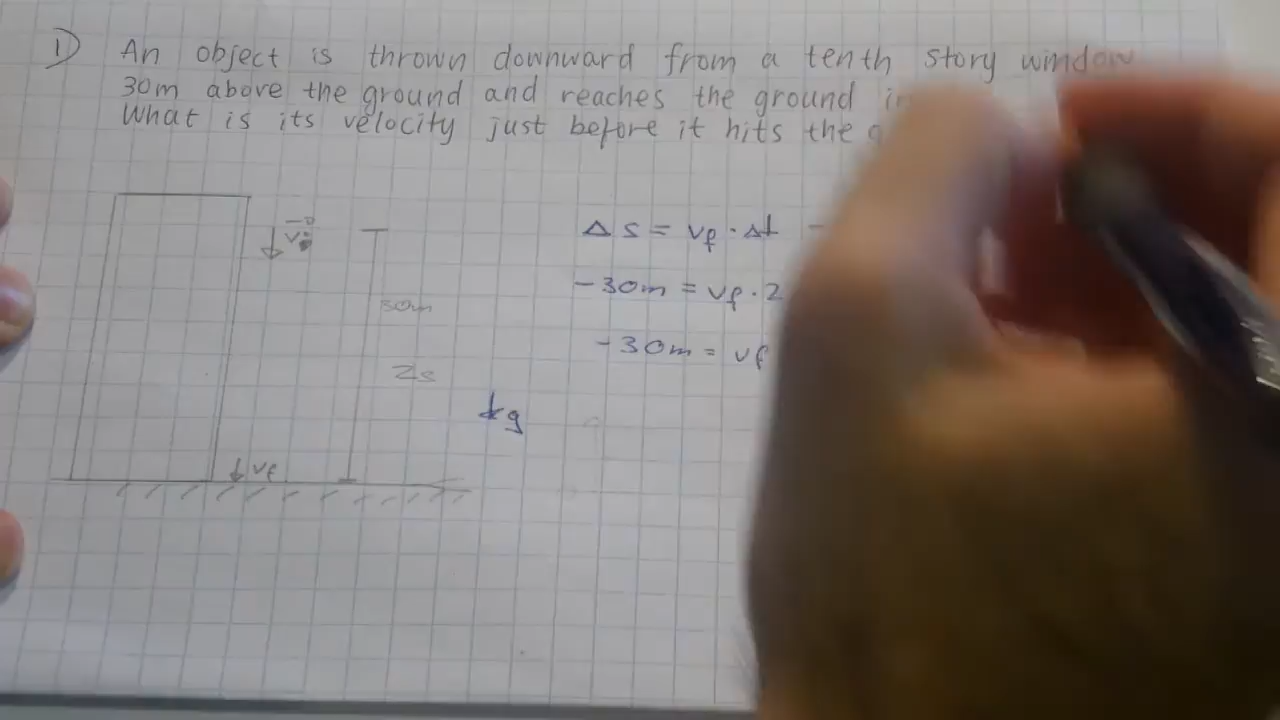 1) An object is thrown downward from a tenth story window
30m above the ground and reaches the ground
What is its velocity just before it hits the
Δs = vf · Δt -
-30m = vf · 2
-30m = vf
30m
2s
kg
vf